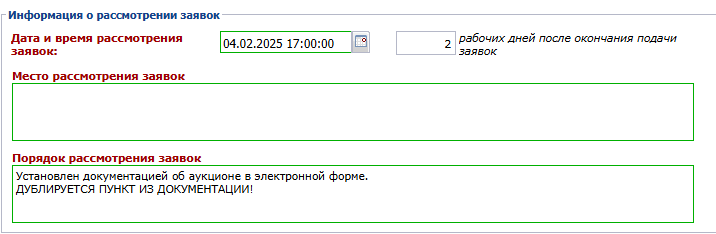 Информация о рассмотрении заявок
Дата и время рассмотрения
заявок:
04.02.2025 17:00:00
2
рабочих дней после окончания подачи
заявок
Место рассмотрения заявок
Порядок рассмотрения заявок
Установлен документацией об аукционе в электронной форме.
ДУБЛИРУЕТСЯ ПУНКТ ИЗ ДОКУМЕНТАЦИИ!